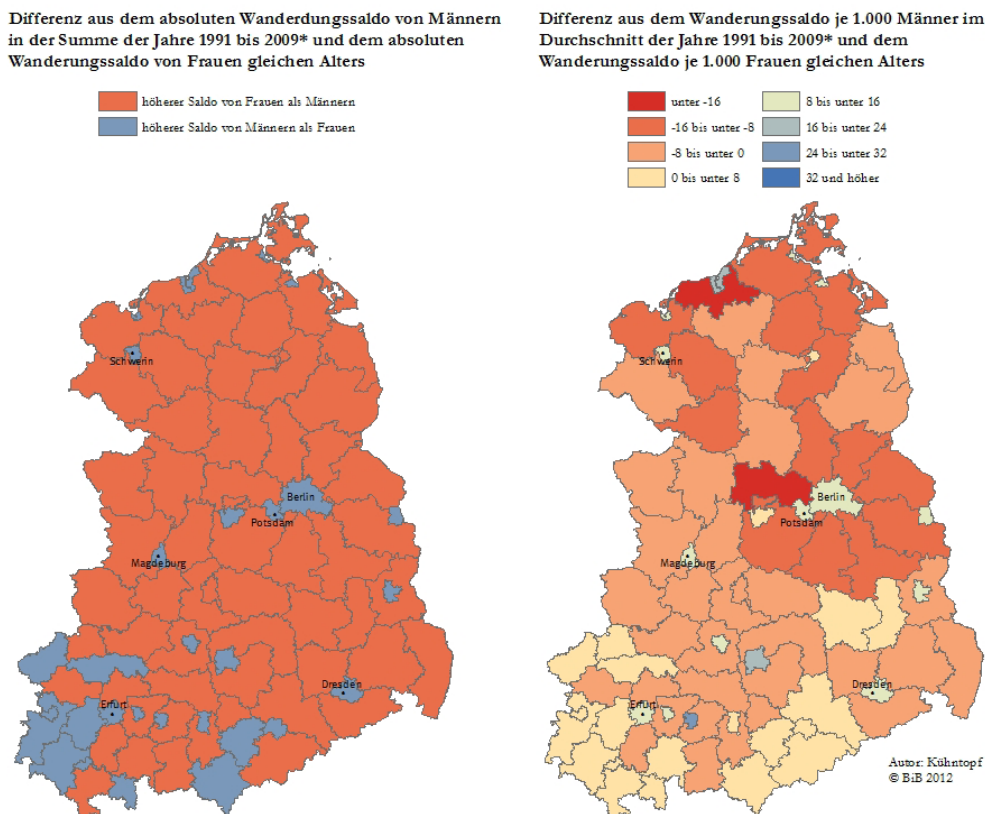 Differenz aus dem absoluten Wanderdungssaldo von Männern
in der Summe der Jahre 1991 bis 2009* und dem absoluten
Wanderungssaldo von Frauen gleichen Alters
höherer Saldo von Frauen als Männern
höherer Saldo von Männern als Frauen
Schwerin
Berlin
Potsdam
Magdeburg
Dresden
Erfurt
Differenz aus dem Wanderungssaldo je 1.000 Männer im
Durchschnitt der Jahre 1991 bis 2009* und dem
Wanderungssaldo je 1.000 Frauen gleichen Alters
unter -16
-16 bis unter -8
-8 bis unter 0
0 bis unter 8
8 bis unter 16
16 bis unter 24
24 bis unter 32
32 und höher
Schwerin
Berlin
Potsdam
Magdeburg
Dresden
Erfurt
Autor: Kühntopf
© BiB 2012